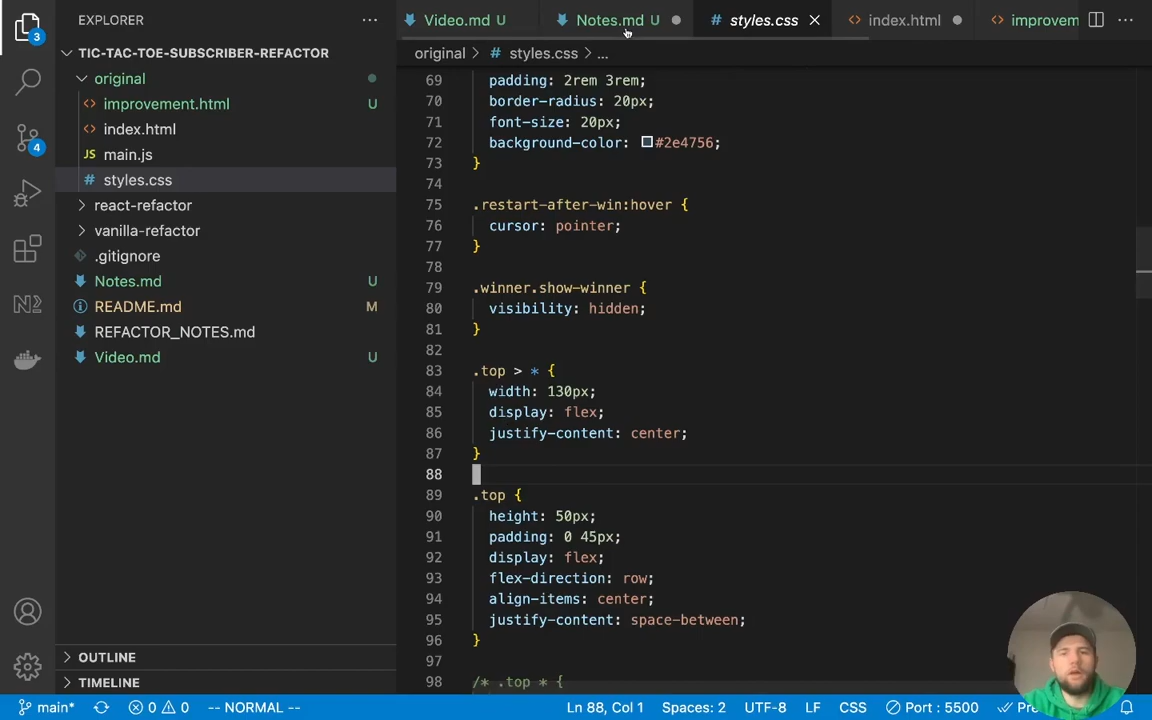 EXPLORER
3
4
TIC-TAC-TOE-SUBSCRIBER-REFACTOR
original
<> improvement.html U
<> index.html
JS main.js
# styles.css
react-refactor
vanilla-refactor
.gitignore
Notes.md U
README.md M
REFACTOR_NOTES.md
Video.md U
OUTLINE
TIMELINE
Video.md U
Notes.md U
# styles.css
<> index.html
<> improvem
original > # styles.css > ...
69 padding: 2rem 3rem;
70 border-radius: 20px;
71 font-size: 20px;
72 background-color: #2e4756;
73 }
74
75 .restart-after-win:hover {
76 cursor: pointer;
77 }
78
79 .winner.show-winner {
80 visibility: hidden;
81 }
82
83 .top > * {
84 width: 130px;
85 display: flex;
86 justify-content: center;
87 }
88
89 .top {
90 height: 50px;
91 padding: 0 45px;
92 display: flex;
93 flex-direction: row;
94 align-items: center;
95 justify-content: space-between;
96 }
97
98 /* .top * {
main* 0 0 -- NORMAL -- Ln 88, Col 1 Spaces: 2 UTF-8 LF CSS Port : 5500